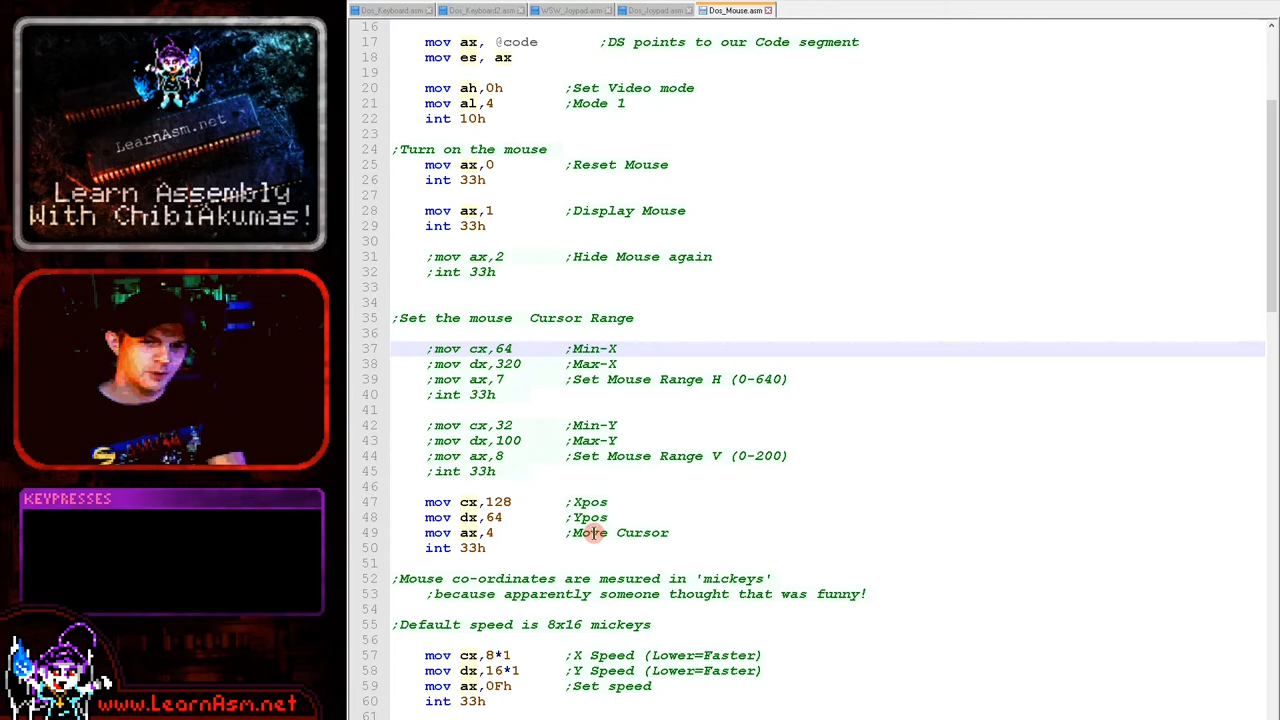 Dos_Keyboard.asm Dos_Keyboard2.asm WSW_Joypad.asm Dos_Joypad.asm Dos_Mouse.asm
LearnAsm.net
Learn Assembly
With ChibiAkumas!
KEYPRESSES
www.LearnAsm.net
16
17 mov ax, @code ;DS points to our Code segment
18 mov es, ax
19
20 mov ah,0h ;Set Video mode
21 mov al,4 ;Mode 1
22 int 10h
23
24 ;Turn on the mouse
25 mov ax,0 ;Reset Mouse
26 int 33h
27
28 mov ax,1 ;Display Mouse
29 int 33h
30
31 ;mov ax,2 ;Hide Mouse again
32 ;int 33h
33
34
35 ;Set the mouse  Cursor Range
36
37 ;mov cx,64 ;Min-X
38 ;mov dx,320 ;Max-X
39 ;mov ax,7 ;Set Mouse Range H (0-640)
40 ;int 33h
41
42 ;mov cx,32 ;Min-Y
43 ;mov dx,100 ;Max-Y
44 ;mov ax,8 ;Set Mouse Range V (0-200)
45 ;int 33h
46
47 mov cx,128 ;Xpos
48 mov dx,64 ;Ypos
49 mov ax,4 ;Move Cursor
50 int 33h
51
52 ;Mouse co-ordinates are mesured in 'mickeys'
53 ;because apparently someone thought that was funny!
54
55 ;Default speed is 8x16 mickeys
56
57 mov cx,8*1 ;X Speed (Lower=Faster)
58 mov dx,16*1 ;Y Speed (Lower=Faster)
59 mov ax,0Fh ;Set speed
60 int 33h
61